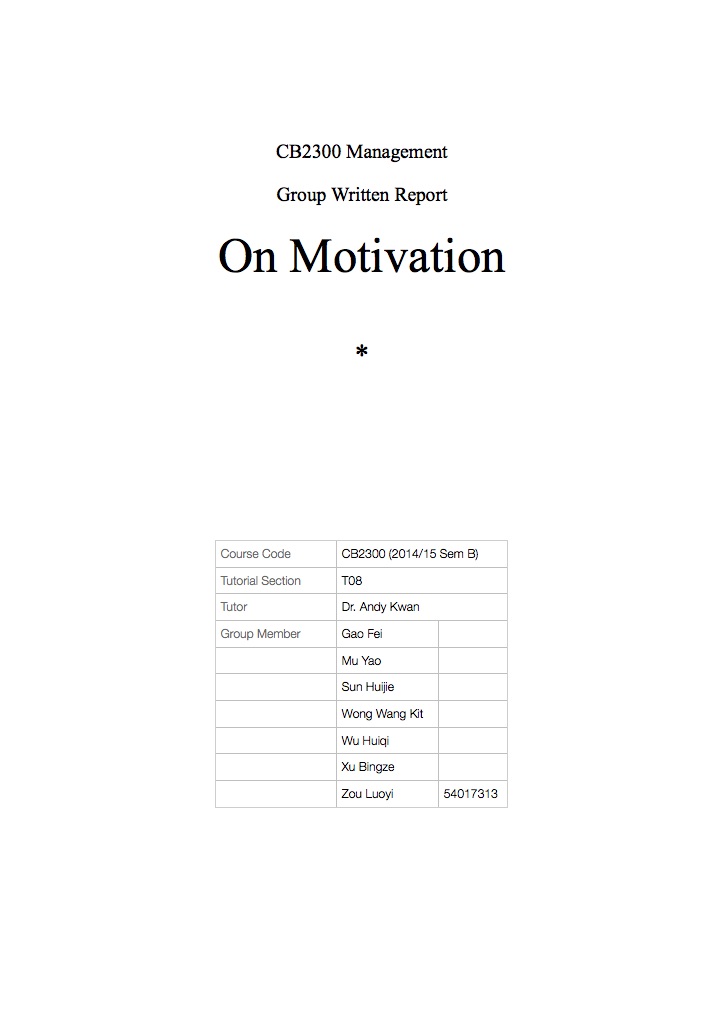 CB2300 Management
Group Written Report
On Motivation
*
Course Code CB2300 (2014/15 Sem B)
Tutorial Section T08
Tutor Dr. Andy Kwan
Group Member Gao Fei
Mu Yao
Sun Huijie
Wong Wang Kit
Wu Huiqi
Xu Bingze
Zou Luoyi 54017313